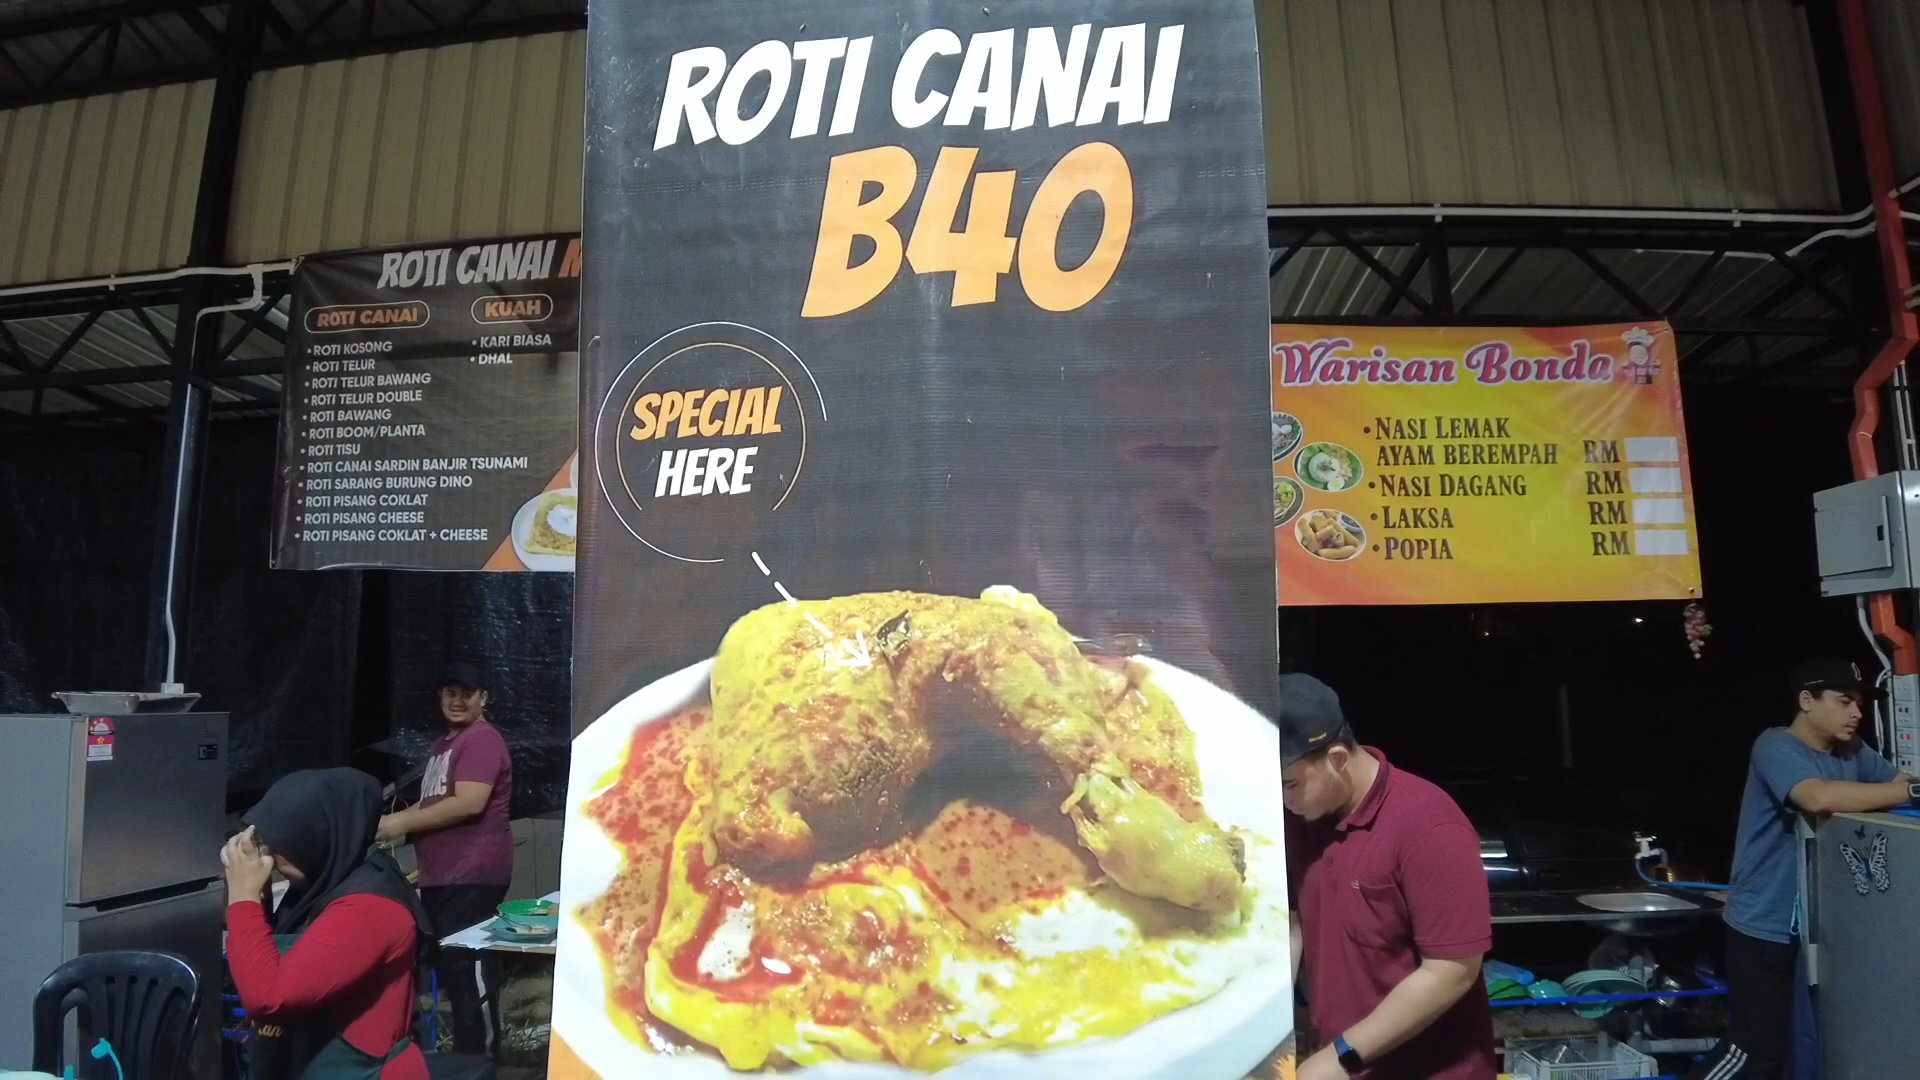 ROTI CANAI
B40
SPECIAL
HERE
ROTI CANAI
ROTI CANAI
• ROTI KOSONG
• ROTI TELUR
• ROTI TELUR BAWANG
• ROTI TELUR DOUBLE
• ROTI BAWANG
• ROTI BOOM/PLANTA
• ROTI TISU
• ROTI CANAI SARDIN BANJIR TSUNAMI
• ROTI SARANG BURUNG DINO
• ROTI PISANG COKLAT
• ROTI PISANG CHEESE
• ROTI PISANG COKLAT + CHEESE
KUAH
• KARI BIASA
• DHAL
Warisan Bonda
• NASI LEMAK
AYAM BEREMPAH RM
• NASI DAGANG RM
• LAKSA RM
• POPIA RM